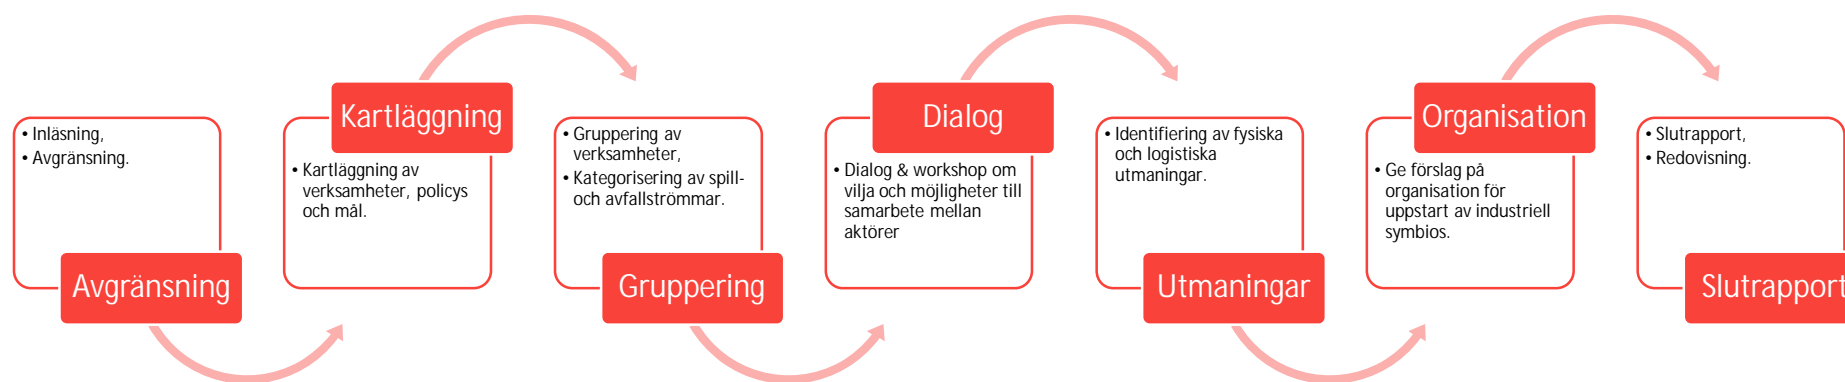 • Inläsning,
• Avgränsning.
Avgränsning
Kartläggning
• Kartläggning av
verksamheter, policys
och mål.
• Gruppering av
verksamheter,
• Kategorisering av spill-
och avfallströmmar.
Gruppering
Dialog
• Dialog & workshop om
vilja och möjligheter till
samarbete mellan
aktörer
• Identifiering av fysiska
och logistiska
utmaningar.
Utmaningar
Organisation
• Ge förslag på
organisation för
uppstart av industriell
symbios.
• Slutrapport,
• Redovisning.
Slutrapport